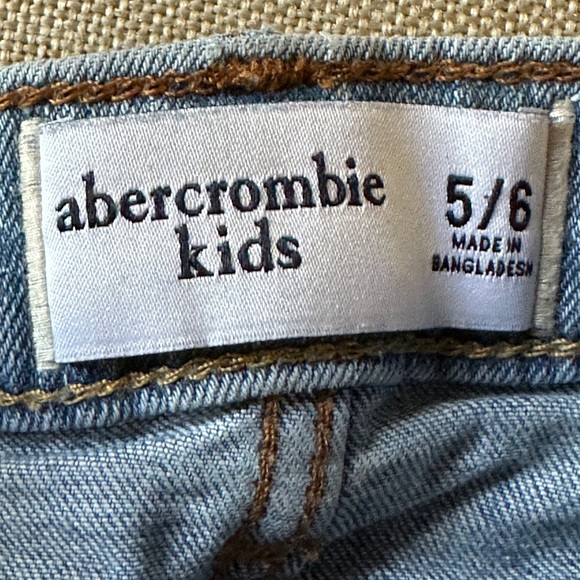 abercrombie
kids
5/6
MADE IN
BANGLADESH